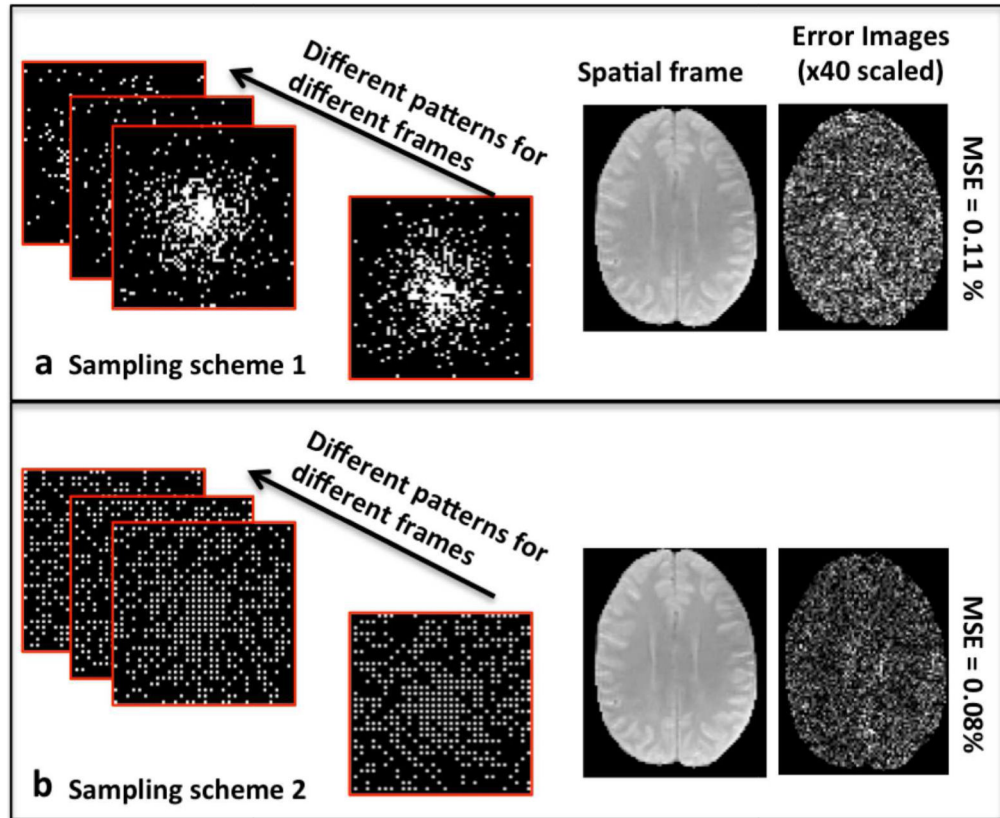 Different patterns for
different frames
Spatial frame
Error Images
(x40 scaled)
MSE = 0.11 %
a Sampling scheme 1
Different patterns for
different frames
MSE = 0.08%
b Sampling scheme 2